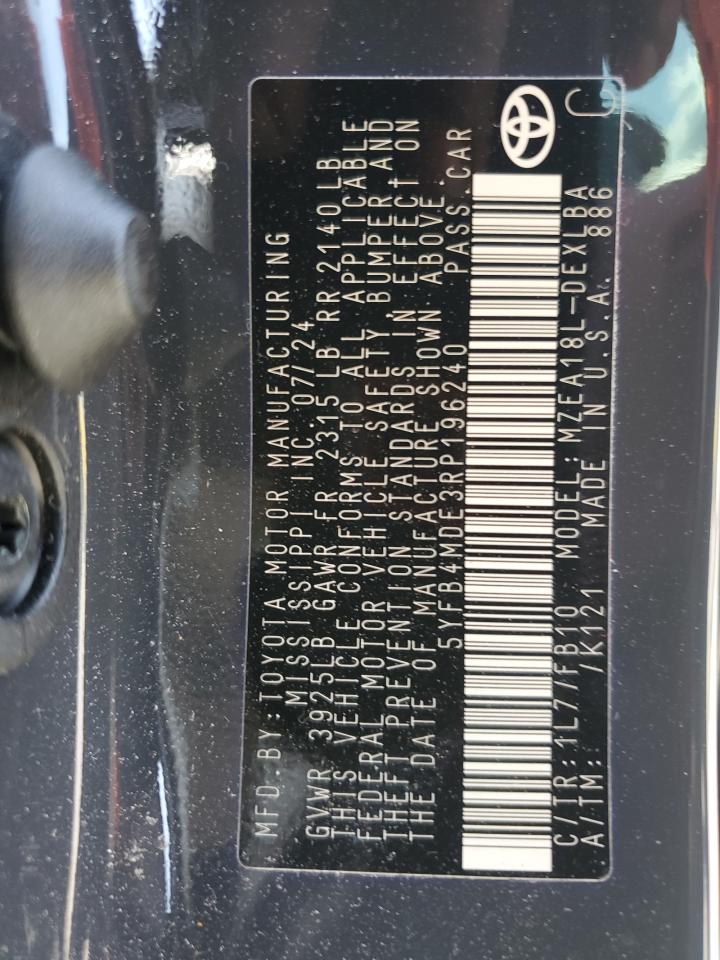 MFD.BY:TOYOTA MOTOR MANUFACTURING
MISSISSIPPI INC.07/24
GVWR 3925LB GAWR FR 2315 LB RR 2140LB
THIS VEHICLE CONFORMS TO ALL APPLICABLE
FEDERAL MOTOR VEHICLE SAFETY, BUMPER AND
THEFT PREVENTION STANDARDS IN EFFECT ON
THE DATE OF MANUFACTURE SHOWN ABOVE.
5YFB4MDE3RP196240 PASS.CAR
C/TR:1L7/FB10 MODEL:MZEA18L-DEXLBA
A/TM: /K121 MADE IN U.S.A. 886
C